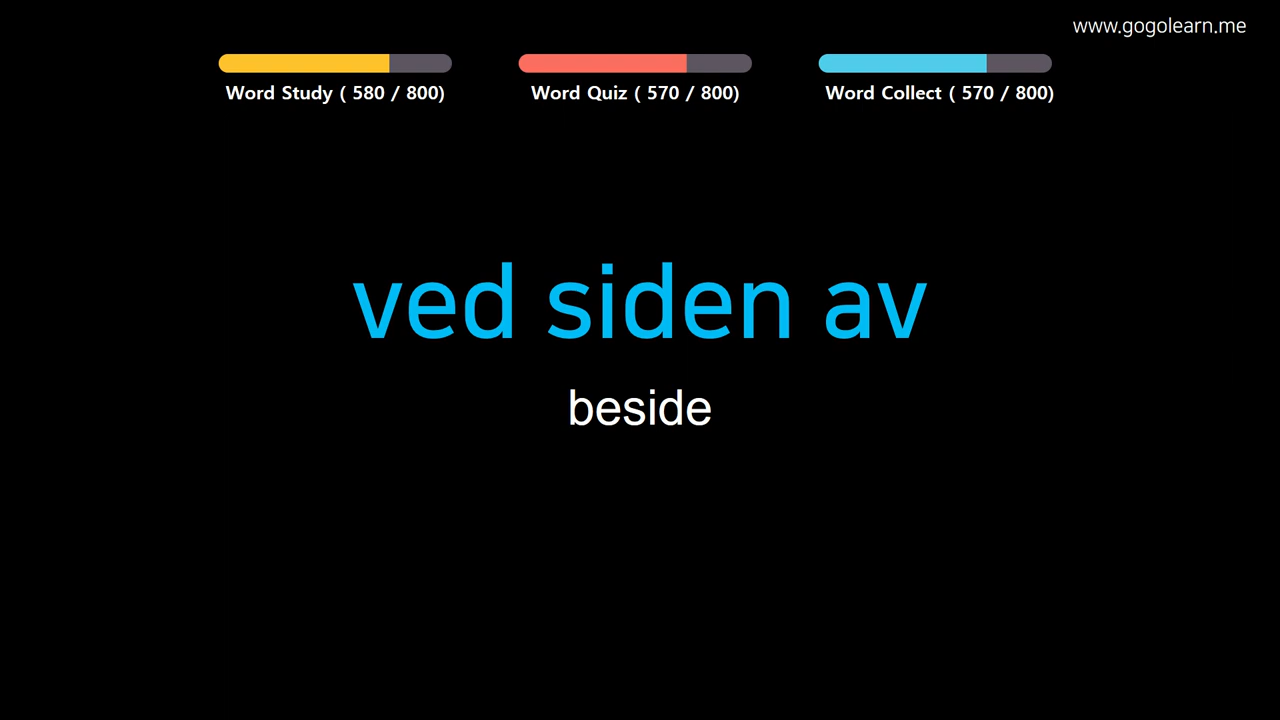 www.gogolearn.me
Word Study ( 580 / 800)
Word Quiz ( 570 / 800)
Word Collect ( 570 / 800)
ved siden av
beside